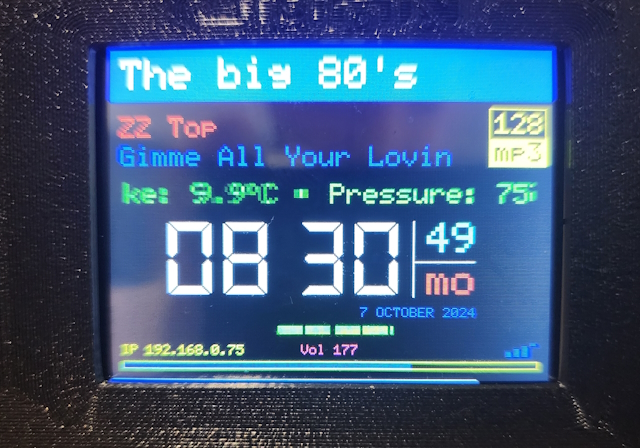 The big 80's
ZZ Top
128
Gimme All Your Lovin
mp3
ke: 9.9°C ▪ Pressure: 75
08 30
49
mo
7 OCTOBER 2024
IP 192.168.0.75 Vol 177